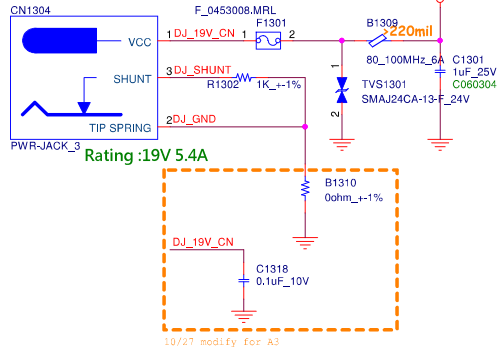 CN1304
F_0453008.MRL
1 DJ_19V_CN 1 F1301 2
B1309
>220mil
VCC
80_100MHz_6A
C1301
1uF_25V
C060304
3 DJ_SHUNT
SHUNT
R1302 1K_+-1%
1
TVS1301
SMAJ24CA-13-F_24V
2
2 DJ_GND
TIP SPRING
PWR-JACK_3
Rating :19V 5.4A
B1310
0ohm_+-1%
DJ_19V_CN
C1318
0.1uF_10V
10/27 modify for A3